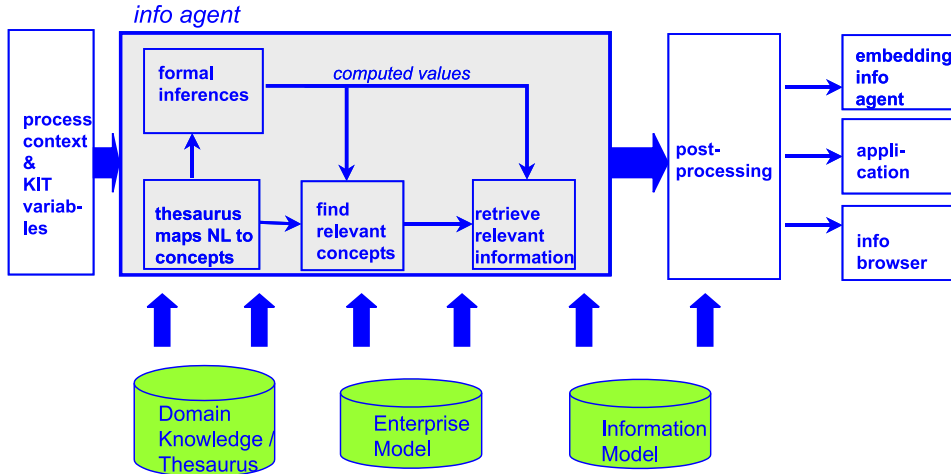 info agent
process
context
&
KIT
variab-
les
formal
inferences
computed values
thesaurus
maps NL to
concepts
find
relevant
concepts
retrieve
relevant
information
post-
processing
embedding
info
agent
appli-
cation
info
browser
Domain
Knowledge /
Thesaurus
Enterprise
Model
Information
Model